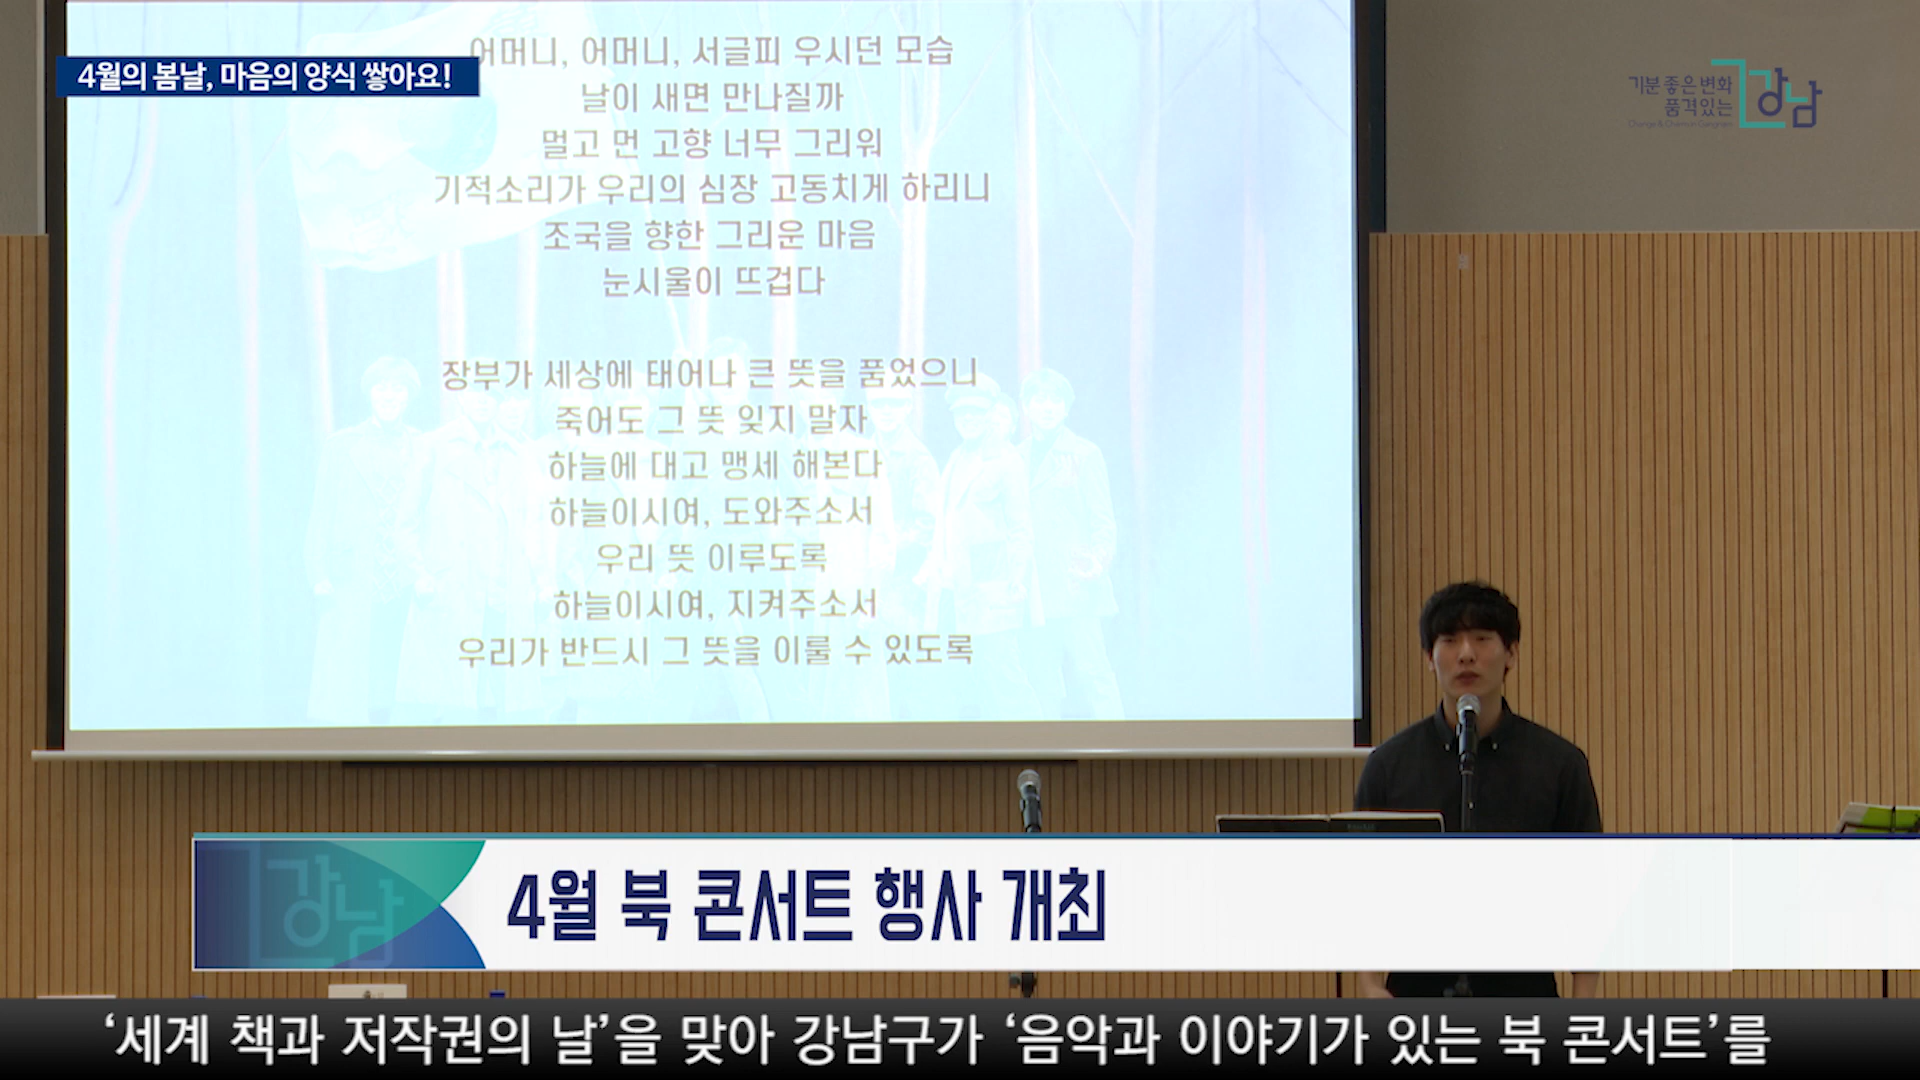 4월의 봄날, 마음의 양식 쌓아요!
기분 좋은 변화
품격 있는
강남
어머니, 어머니, 서글피 우시던 모습
날이 새면 만나질까
멀고 먼 고향 너무 그리워
기적소리가 우리의 심장 고동치게 하리니
조국을 향한 그리운 마음
눈시울이 뜨겁다
장부가 세상에 태어나 큰 뜻을 품었으니
죽어도 그 뜻 잊지 말자
하늘에 대고 맹세 해본다
하늘이시여, 도와주소서
우리 뜻 이루도록
하늘이시여, 지켜주소서
우리가 반드시 그 뜻을 이룰 수 있도록
강남
4월 북 콘서트 행사 개최
‘세계 책과 저작권의 날’을 맞아 강남구가 ‘음악과 이야기가 있는 북 콘서트’를